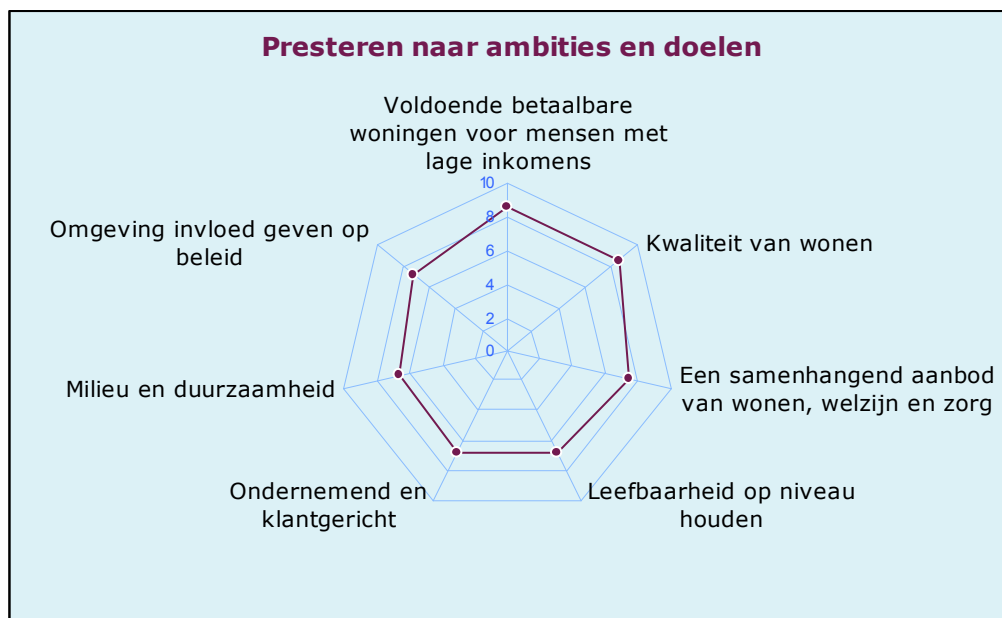 Presteren naar ambities en doelen
Voldoende betaalbare
woningen voor mensen met
lage inkomens
10
8
6
4
2
0
Kwaliteit van wonen
Een samenhangend aanbod
van wonen, welzijn en zorg
Leefbaarheid op niveau
houden
Ondernemend en
klantgericht
Milieu en duurzaamheid
Omgeving invloed geven op
beleid